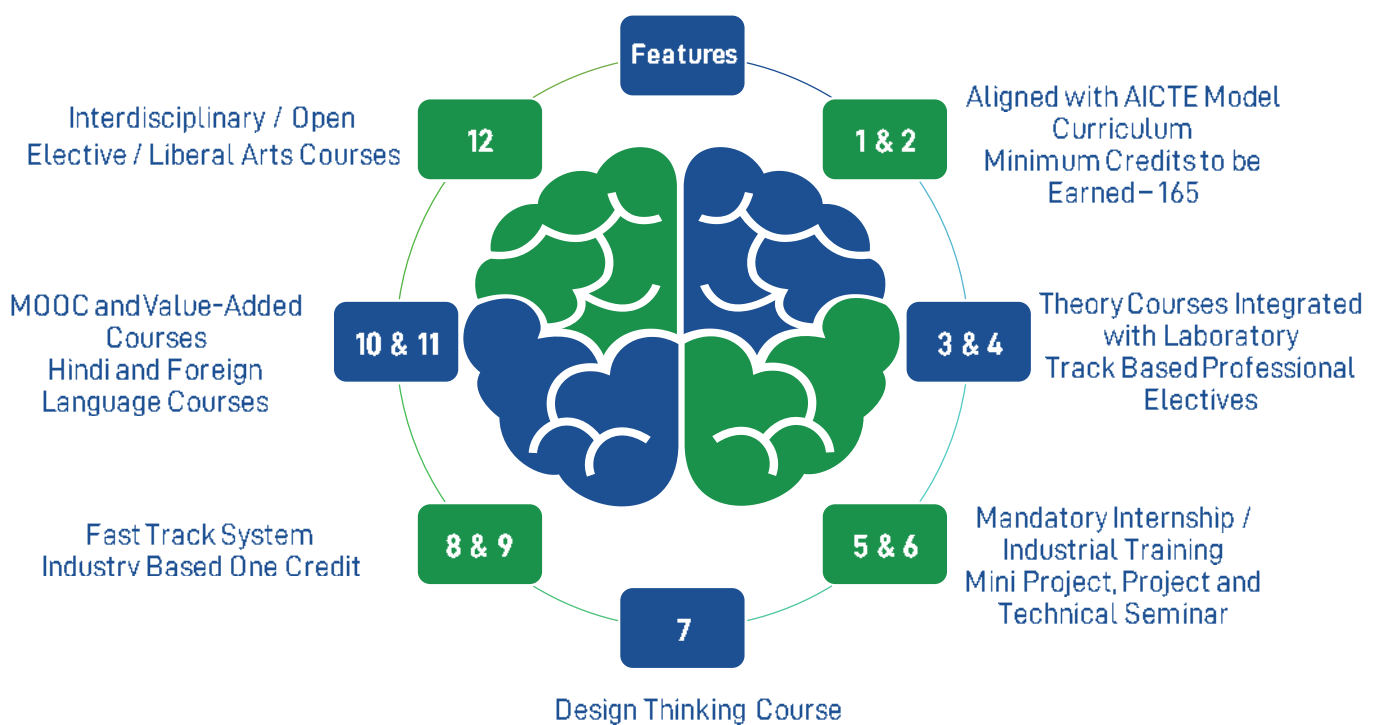 Features
1 & 2
Aligned with AICTE Model
Curriculum
Minimum Credits to be
Earned – 165
3 & 4
Theory Courses Integrated
with Laboratory
Track Based Professional
Electives
5 & 6
Mandatory Internship /
Industrial Training
Mini Project, Project and
Technical Seminar
7
Design Thinking Course
8 & 9
Fast Track System
Industry Based One Credit
10 & 11
MOOC and Value-Added
Courses
Hindi and Foreign
Language Courses
12
Interdisciplinary / Open
Elective / Liberal Arts Courses